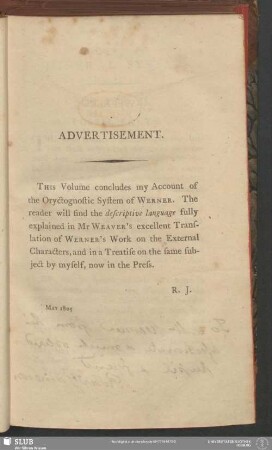 ADVERTISEMENT.
This Volume concludes my Account of
the Oryctognostic System of Werner. The
reader will find the descriptive language fully
explained in Mr Weaver's excellent Trans-
lation of Werner's Work on the External
Characters, and in a Treatise on the same sub-
ject by myself, now in the Press.
R. J.
May 1805
SLUB